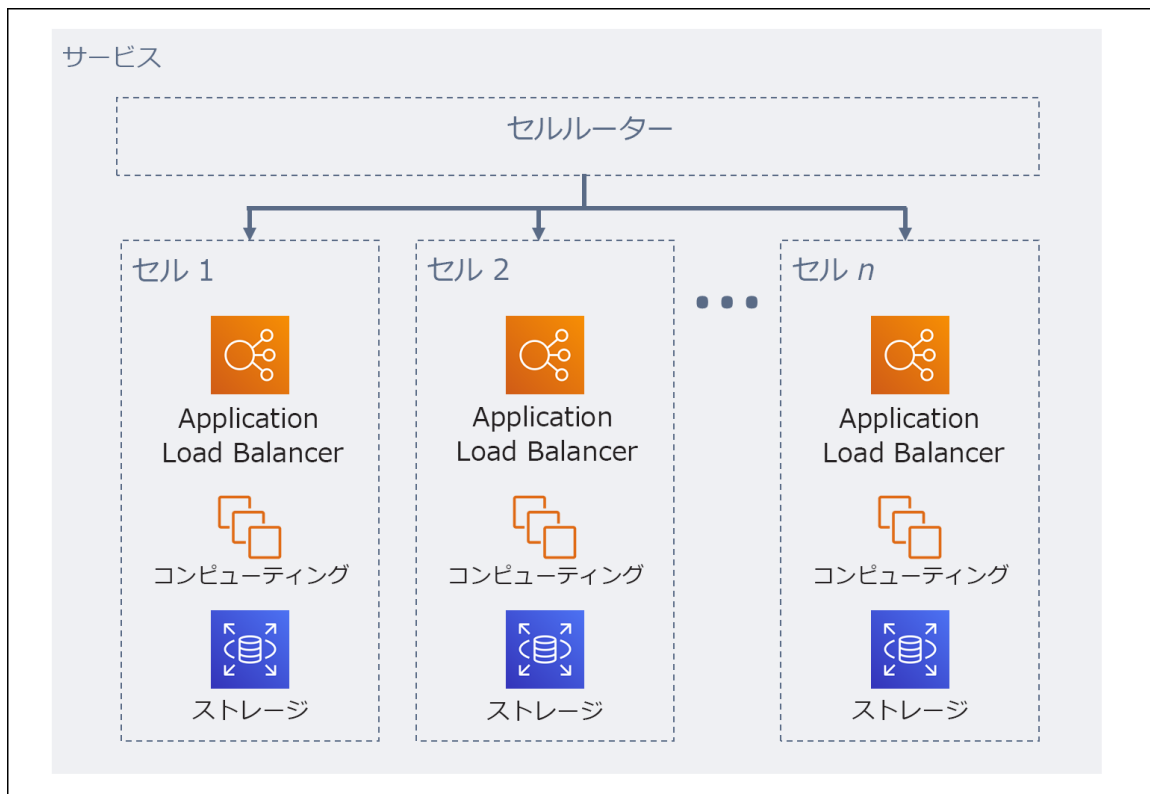 サービス
セルルーター
セル 1
Application
Load Balancer
コンピューティング
ストレージ
セル 2
Application
Load Balancer
コンピューティング
ストレージ
セル n
Application
Load Balancer
コンピューティング
ストレージ